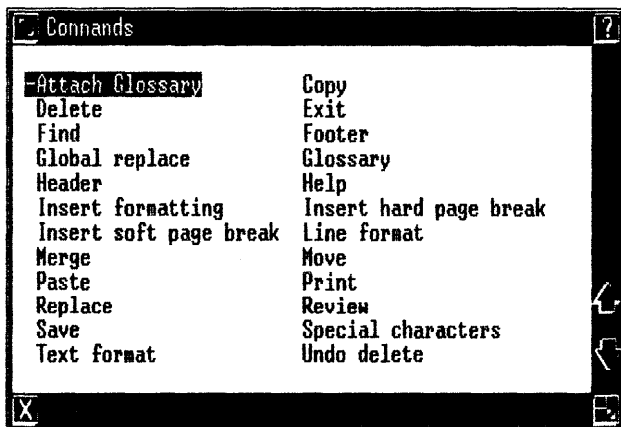 Commands ?
-Attach Glossary Copy
Delete Exit
Find Footer
Global replace Glossary
Header Help
Insert formatting Insert hard page break
Insert soft page break Line format
Merge Move
Paste Print
Replace Review
Save Special characters
Text format Undo delete
X